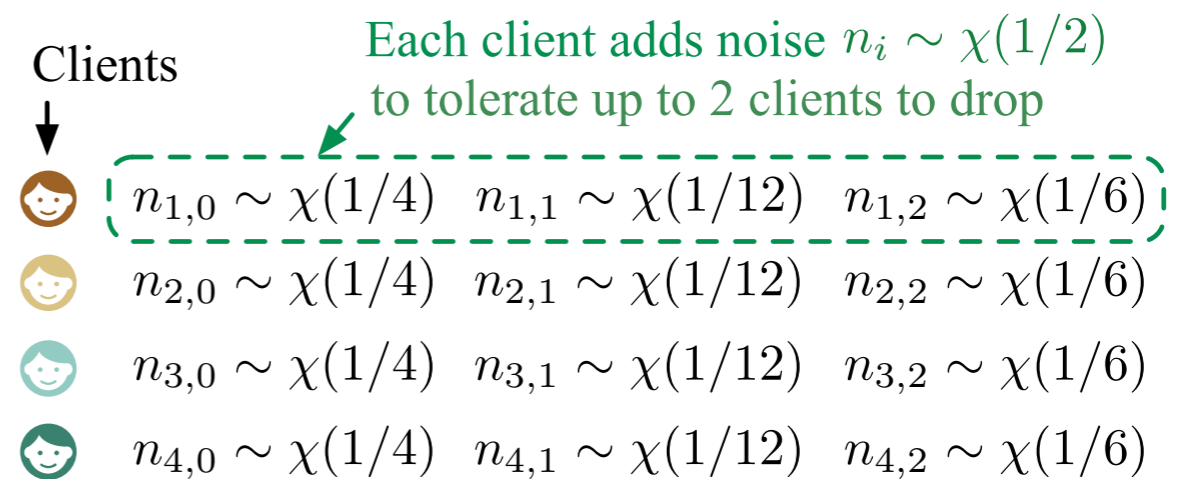 Each client adds noise n_i ∼ χ(1/2)
Clients
to tolerate up to 2 clients to drop
n_{1,0} ∼ χ(1/4) n_{1,1} ∼ χ(1/12) n_{1,2} ∼ χ(1/6)
n_{2,0} ∼ χ(1/4) n_{2,1} ∼ χ(1/12) n_{2,2} ∼ χ(1/6)
n_{3,0} ∼ χ(1/4) n_{3,1} ∼ χ(1/12) n_{3,2} ∼ χ(1/6)
n_{4,0} ∼ χ(1/4) n_{4,1} ∼ χ(1/12) n_{4,2} ∼ χ(1/6)